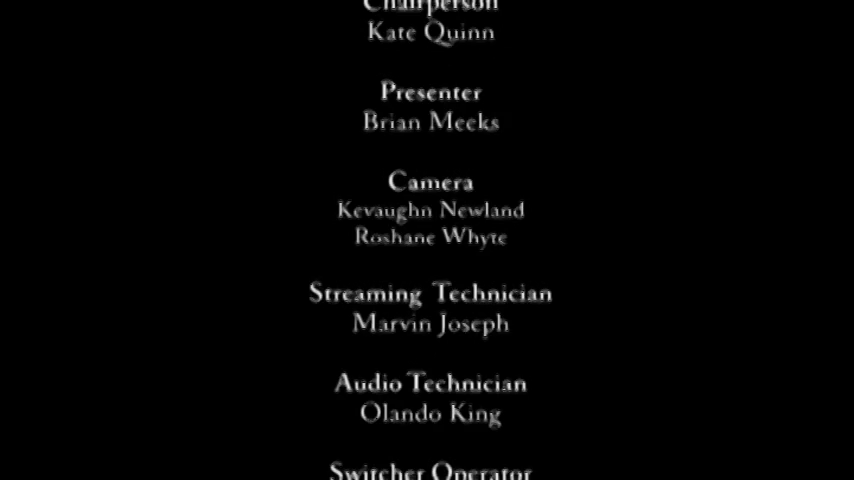 Chairperson
Kate Quinn
Presenter
Brian Meeks
Camera
Kevaughn Newland
Roshane Whyte
Streaming Technician
Marvin Joseph
Audio Technician
Olando King
Switcher Operator